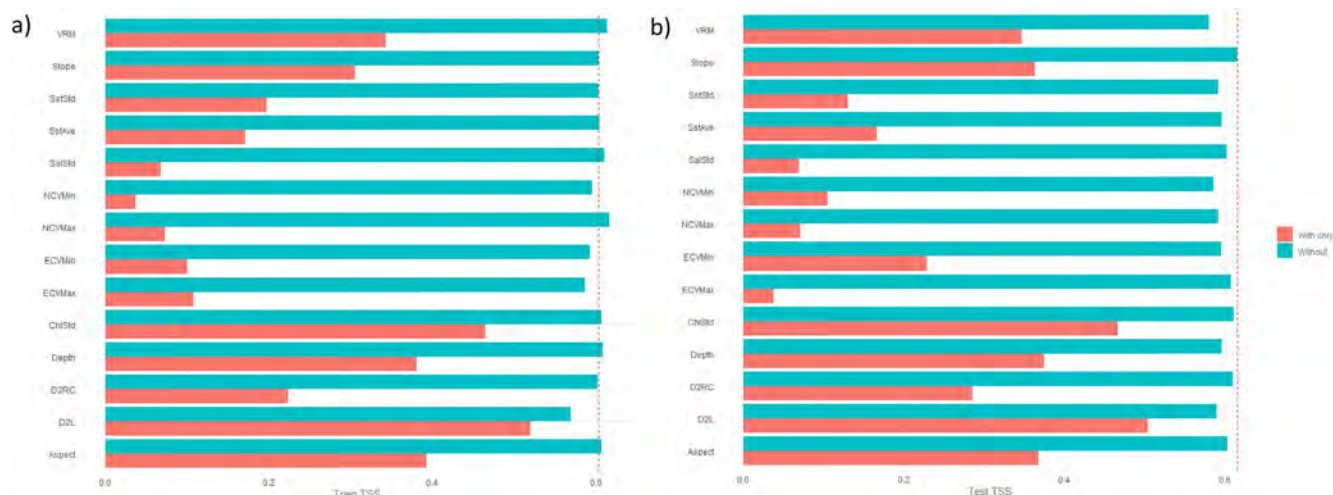 a)
VRM
Slope
SstStd
SstAve
SalStd
NCVMin
NCVMax
ECVMin
ECVMax
ChlStd
Depth
D2RC
D2L
Aspect
0.0 0.2 0.4 0.6
Train TSS
b)
VRM
Slope
SstStd
SstAve
SalStd
NCVMin
NCVMax
ECVMin
ECVMax
ChlStd
Depth
D2RC
D2L
Aspect
0.0 0.2 0.4 0.6
Test TSS
With only
Without